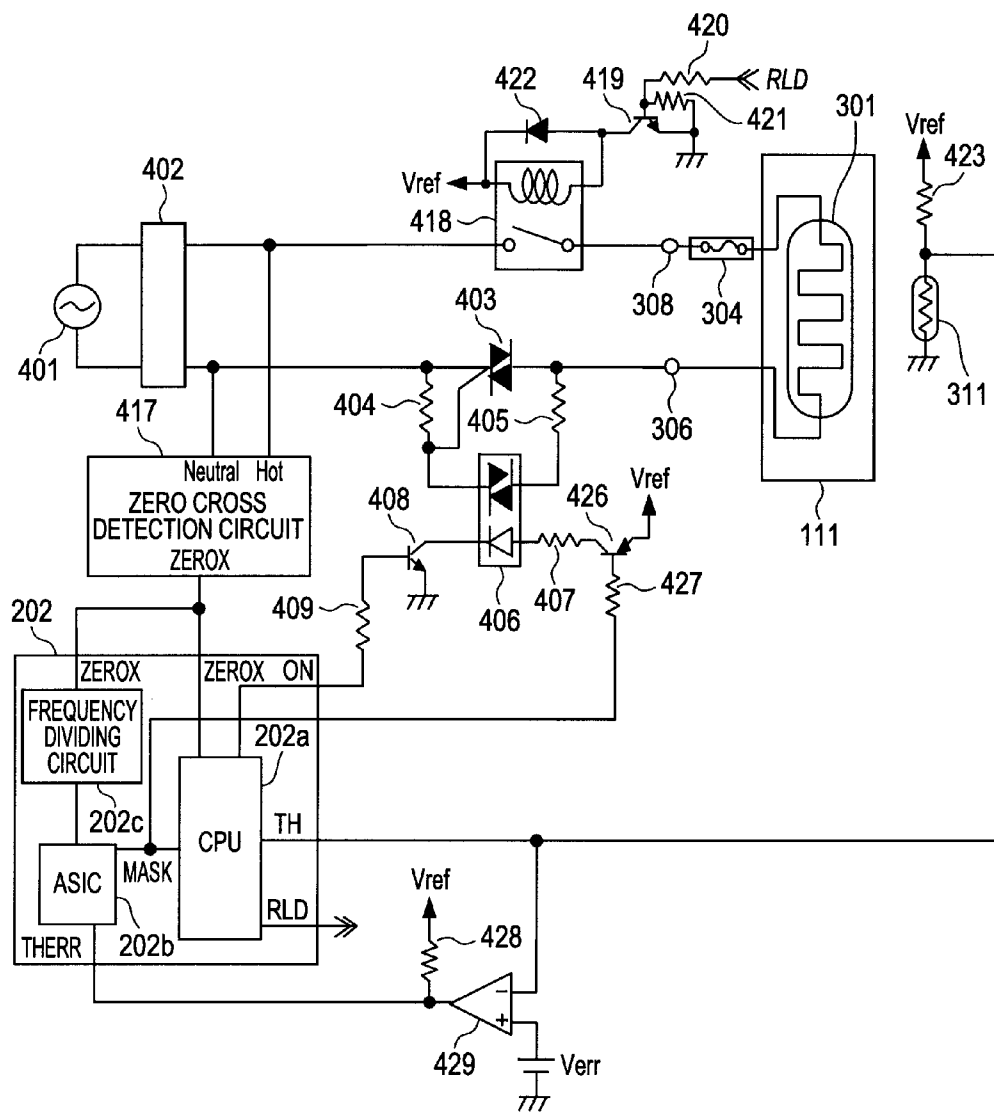 420
RLD
422
419
421
301
Vref
423
402
Vref
418
403
308
304
401
404
405
306
311
417
Neutral Hot
ZERO CROSS
DETECTION CIRCUIT
ZEROX
408
426
Vref
111
409
406
407
427
202
ZEROX
ZEROX
ON
FREQUENCY
DIVIDING
CIRCUIT
202a
202c
CPU
TH
ASIC
MASK
RLD
Vref
THERR
202b
428
-
+
429
Verr